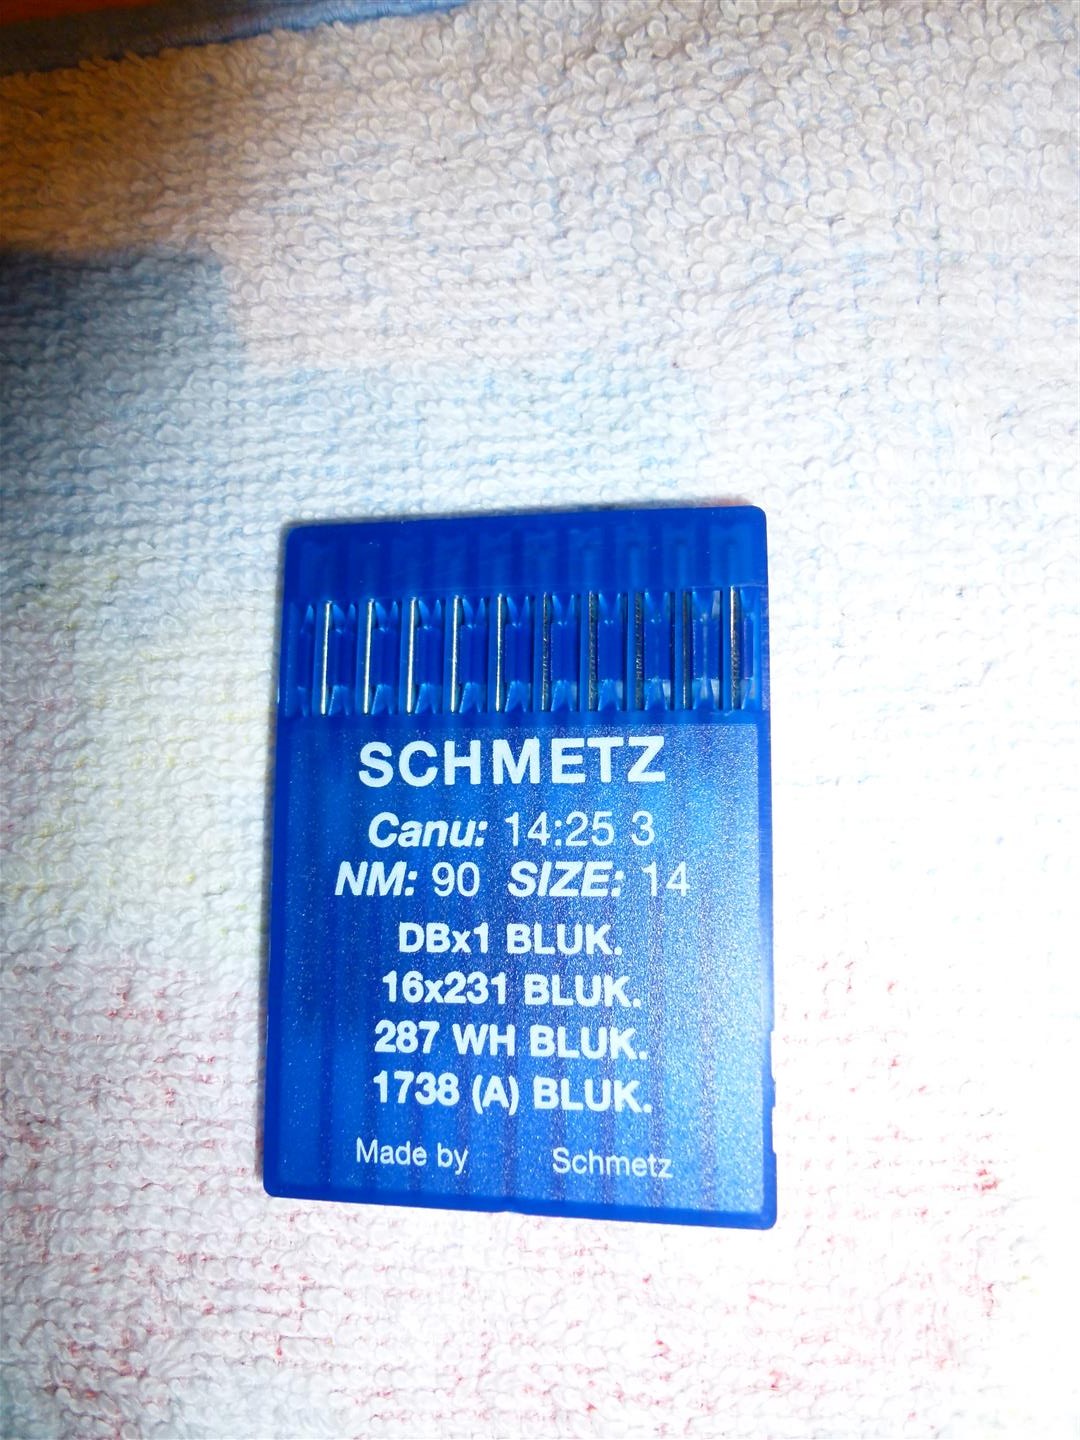 SCHMETZ
Canu: 14:25 3
NM: 90 SIZE: 14
DBx1 BLUK.
16x231 BLUK.
287 WH BLUK.
1738 (A) BLUK.
Made by Schmetz